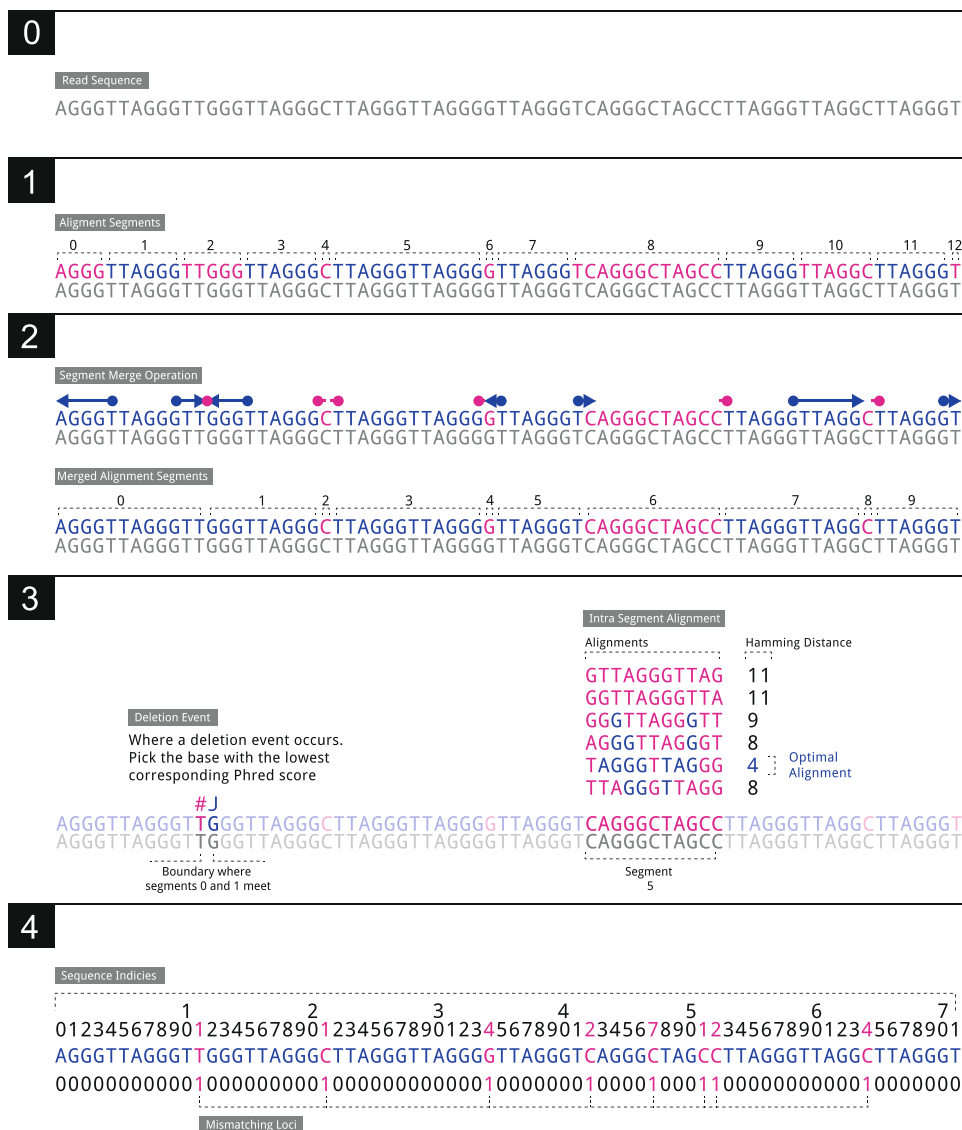 0
Read Sequence
AGGGTTAGGGTTGGGTTAGGGCTTAGGGTTAGGGGTTAGGGTCAGGGCTAGCCTTAGGGTTAGGCTTAGGGT
1
Aligment Segments
0 1 2 3 4 5 6 7 8 9 10 11 12
AGGGTTAGGGTTGGGTTAGGGCTTAGGGTTAGGGGTTAGGGTCAGGGCTAGCCTTAGGGTTAGGCTTAGGGT
AGGGTTAGGGTTGGGTTAGGGCTTAGGGTTAGGGGTTAGGGTCAGGGCTAGCCTTAGGGTTAGGCTTAGGGT
2
Segment Merge Operation
AGGGTTAGGGTTGGGTTAGGGCTTAGGGTTAGGGGTTAGGGTCAGGGCTAGCCTTAGGGTTAGGCTTAGGGT
AGGGTTAGGGTTGGGTTAGGGCTTAGGGTTAGGGGTTAGGGTCAGGGCTAGCCTTAGGGTTAGGCTTAGGGT
Merged Alignment Segments
0 1 2 3 4 5 6 7 8 9
AGGGTTAGGGTTGGGTTAGGGCTTAGGGTTAGGGGTTAGGGTCAGGGCTAGCCTTAGGGTTAGGCTTAGGGT
AGGGTTAGGGTTGGGTTAGGGCTTAGGGTTAGGGGTTAGGGTCAGGGCTAGCCTTAGGGTTAGGCTTAGGGT
3
Intra Segment Alignment
Alignments Hamming Distance
GTTAGGGTTAG 11
GGTTAGGGTTA 11
GGGTTAGGGTT 9
AGGGTTAGGGT 8
TAGGGTTAGGG 4
TTAGGGTTAGG 8
Optimal
Alignment
Deletion Event
Where a deletion event occurs.
Pick the base with the lowest
corresponding Phred score
#J
AGGGTTAGGGTTGGGTTAGGGCTTAGGGTTAGGGGTTAGGGTCAGGGCTAGCCTTAGGGTTAGGCTTAGGGT
AGGGTTAGGGTTGGGTTAGGGCTTAGGGTTAGGGGTTAGGGTCAGGGCTAGCCTTAGGGTTAGGCTTAGGGT
Boundary where
segments 0 and 1 meet
Segment
5
4
Sequence Indicies
1 2 3 4 5 6 7
012345678901234567890123456789012345678901234567890123456789012345678901
AGGGTTAGGGTTGGGTTAGGGCTTAGGGTTAGGGGTTAGGGTCAGGGCTAGCCTTAGGGTTAGGCTTAGGGT
000000000001000000000100000000000010000000100001000110000000000010000000
Mismatching Loci